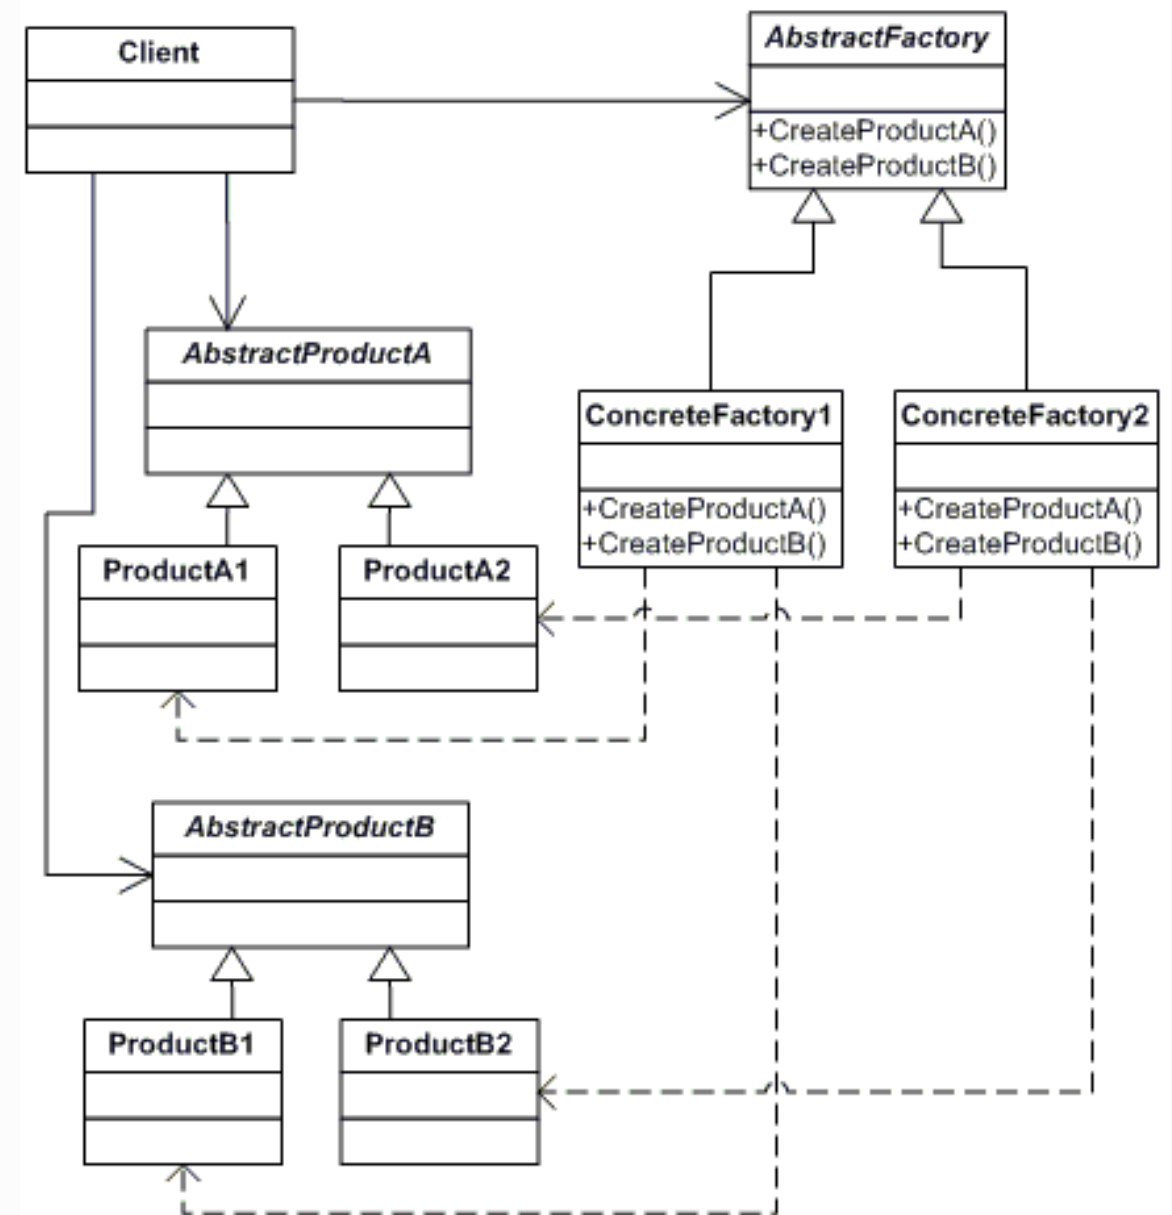 Client
AbstractFactory
+CreateProductA()
+CreateProductB()
AbstractProductA
ConcreteFactory1
+CreateProductA()
+CreateProductB()
ConcreteFactory2
+CreateProductA()
+CreateProductB()
ProductA1
ProductA2
AbstractProductB
ProductB1
ProductB2